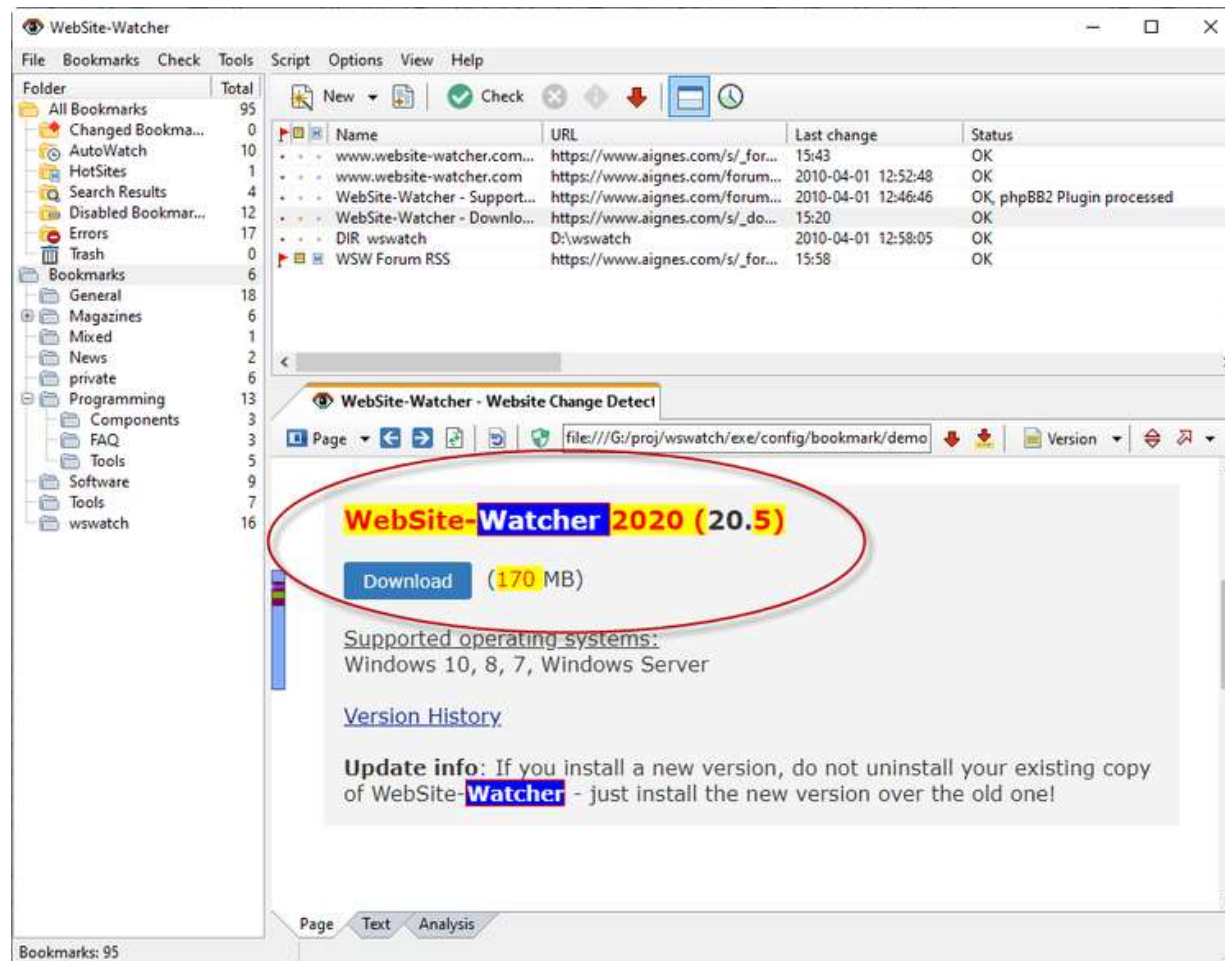 WebSite-Watcher
File Bookmarks Check Tools Script Options View Help
Folder Total
All Bookmarks 95
Changed Bookma... 0
AutoWatch 10
HotSites 1
Search Results 4
Disabled Bookmar... 12
Errors 17
Trash 0
Bookmarks 6
General 18
Magazines 6
Mixed 1
News 2
private 6
Programming 13
Components 3
FAQ 3
Tools 5
Software 9
Tools 7
wswatch 16
New Check
Name URL Last change Status
www.website-watcher.com... https://www.aignes.com/s/_for... 15:43 OK
www.website-watcher.com https://www.aignes.com/forum... 2010-04-01 12:52:48 OK
WebSite-Watcher - Support... https://www.aignes.com/forum... 2010-04-01 12:46:46 OK, phpBB2 Plugin processed
WebSite-Watcher - Downlo... https://www.aignes.com/s/_do... 15:20 OK
DIR wswatch D:\wswatch 2010-04-01 12:58:05 OK
WSW Forum RSS https://www.aignes.com/s/_for... 15:58 OK
WebSite-Watcher - Website Change Detect
Page file:///G:/proj/wswatch/exe/config/bookmark/demo Version
WebSite-Watcher 2020 (20.5)
Download (170 MB)
Supported operating systems:
Windows 10, 8, 7, Windows Server
Version History
Update info: If you install a new version, do not uninstall your existing copy
of WebSite-Watcher - just install the new version over the old one!
Page Text Analysis
Bookmarks: 95